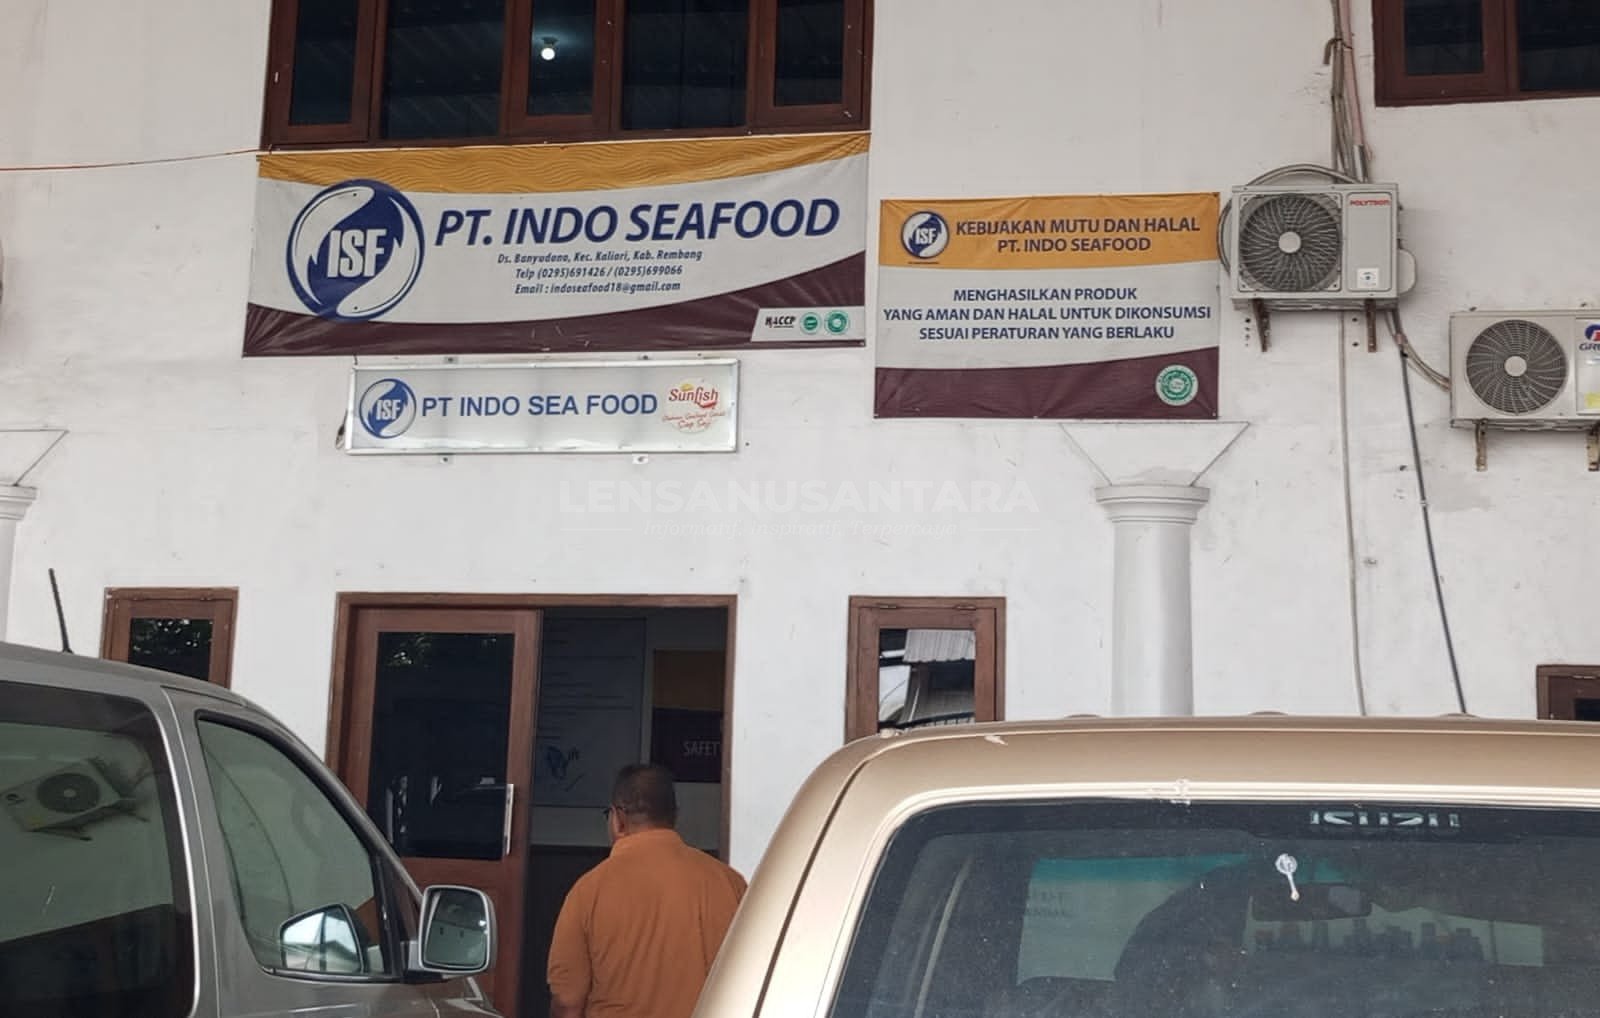 ISF
PT. INDO SEAFOOD
Ds. Banyudono, Kec. Kaliori, Kab. Rembang
Telp (0295)691426 / (0295)699066
Email : indoseafood18@gmail.com
HACCP
ISF
KEBIJAKAN MUTU DAN HALAL
PT. INDO SEAFOOD
MENGHASILKAN PRODUK
YANG AMAN DAN HALAL UNTUK DIKONSUMSI
SESUAI PERATURAN YANG BERLAKU
POLYTRON
ISF
PT INDO SEA FOOD
Sunfish
LENSANUSANTARA
Informatif, Inspiratif, Terpercaya
SAFETY
ISUZU